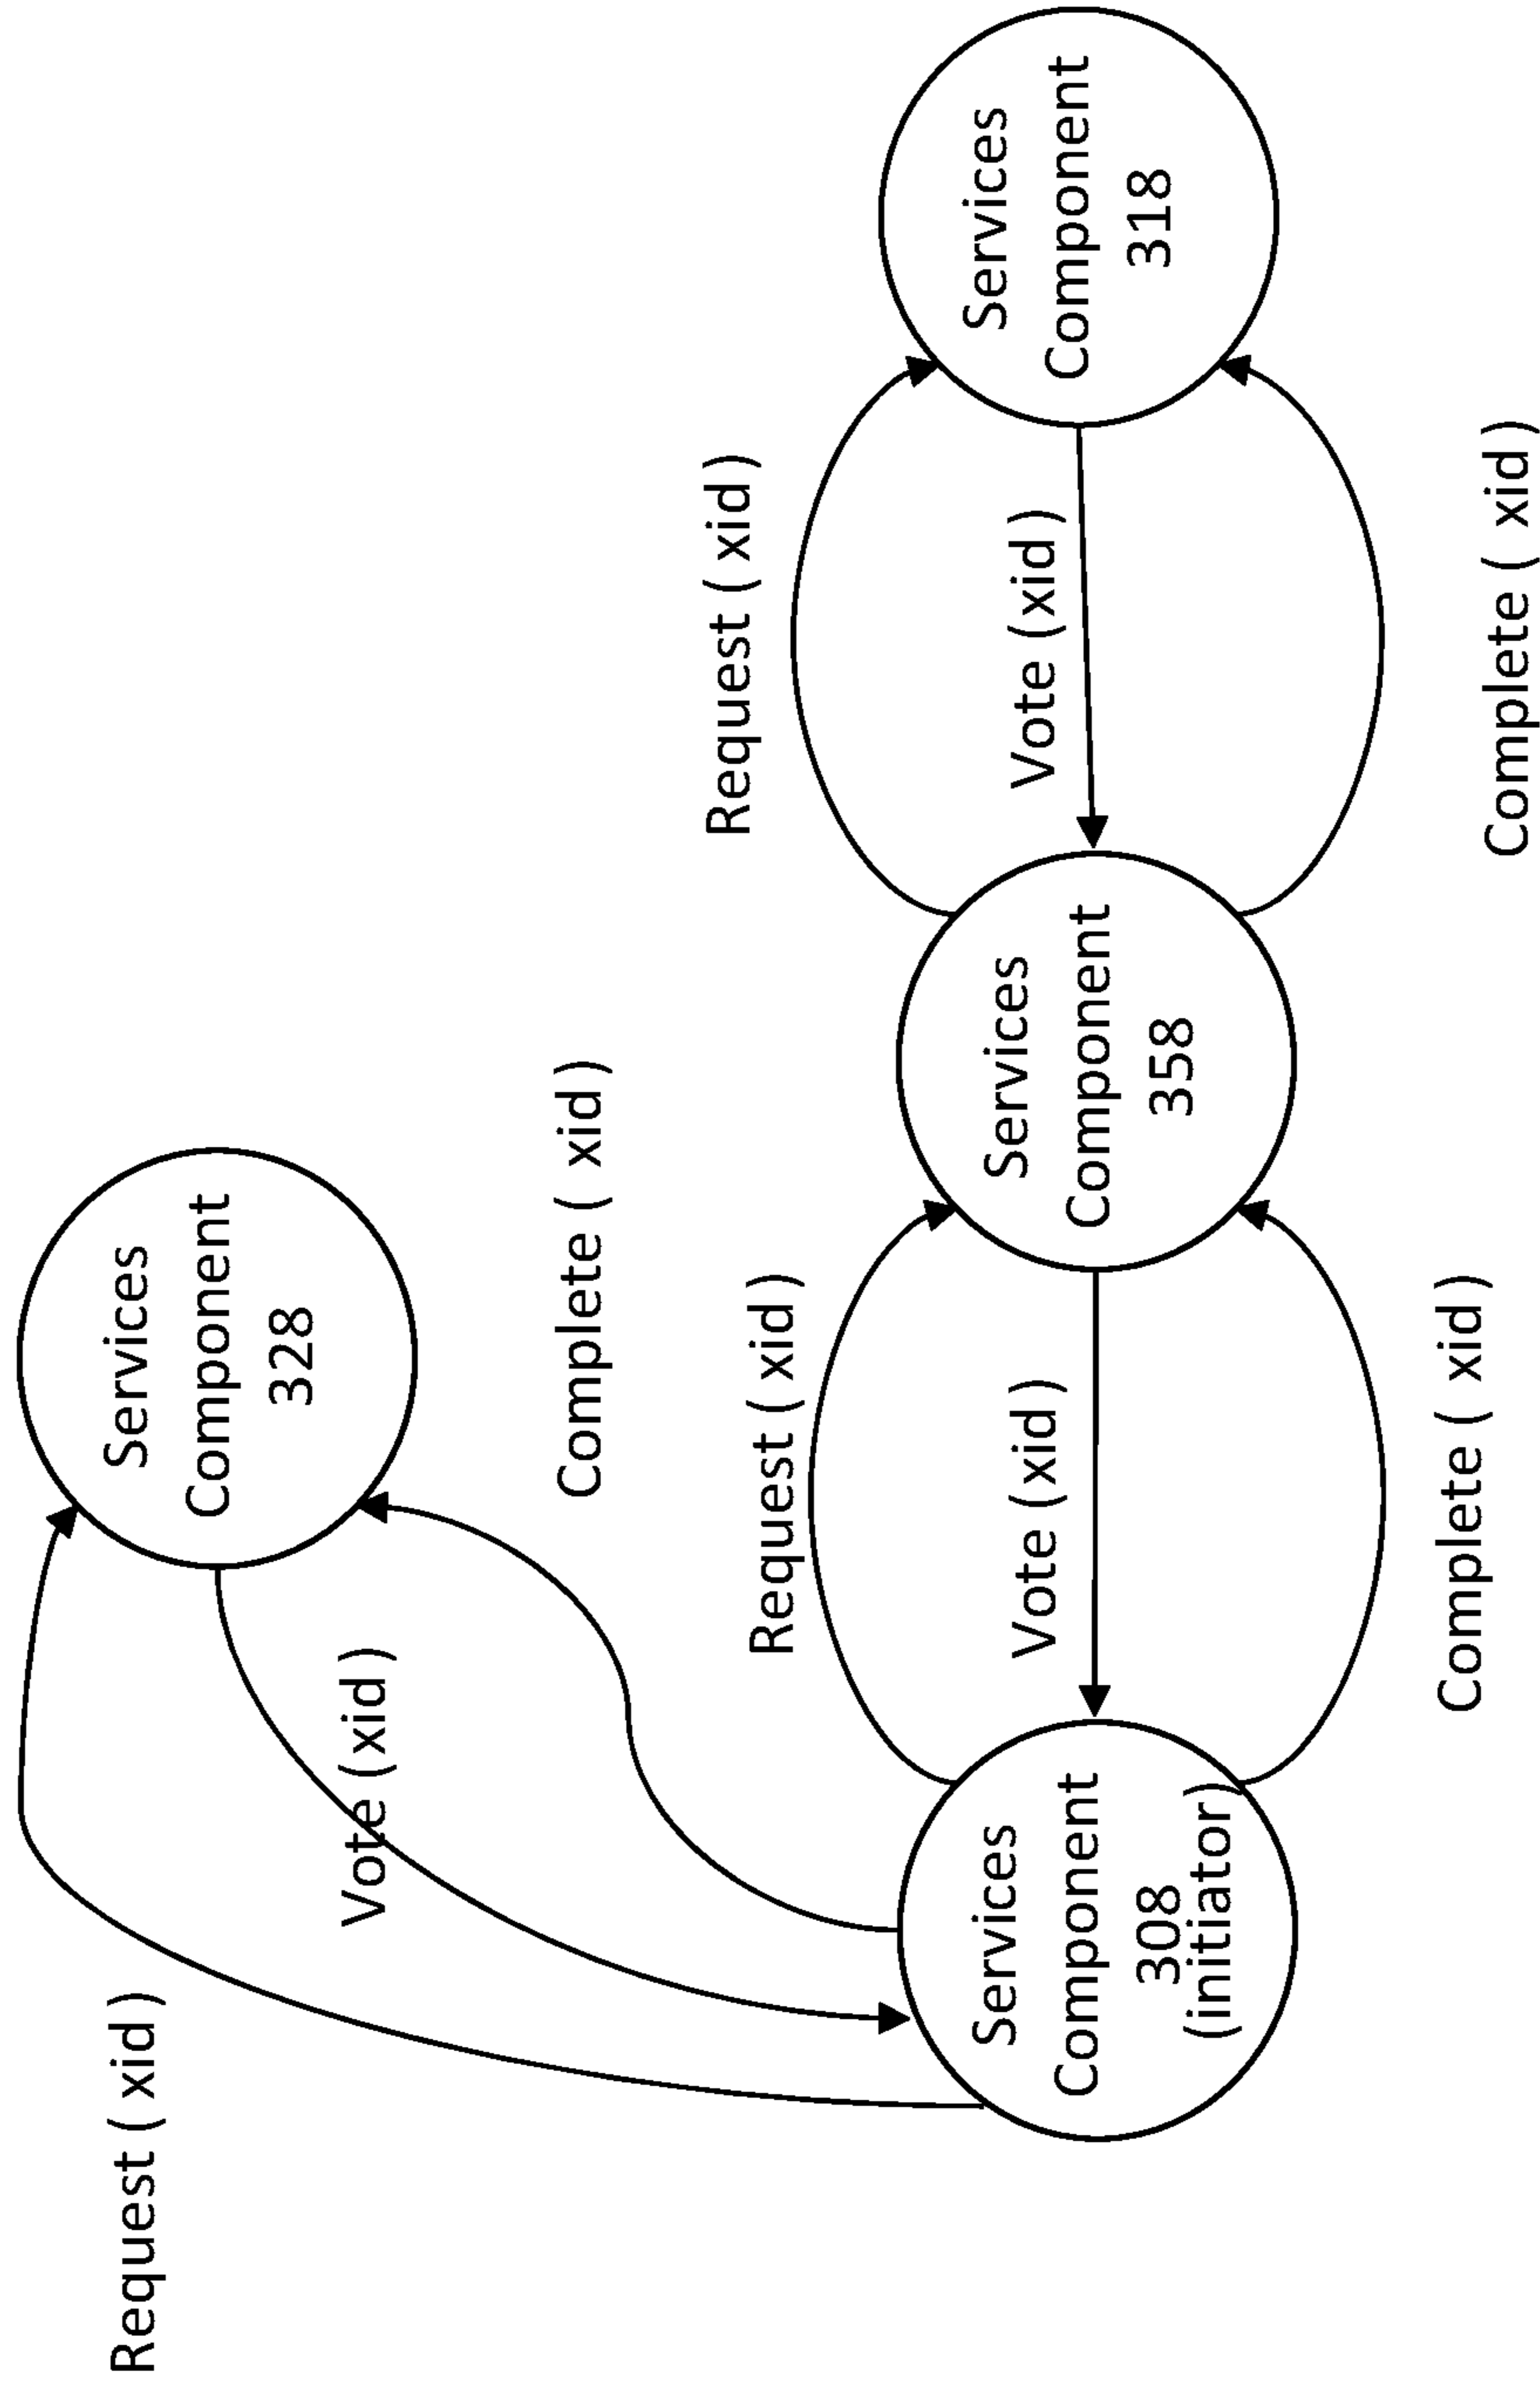 Request ( xid )
Services
Component
328
Vote (xid )
Complete ( xid )
Request ( xid )
Request ( xid )
Services
Component
308
(initiator)
Vote (xid )
Services
Component
358
Vote (xid )
Services
Component
318
Complete ( xid )
Complete ( xid )